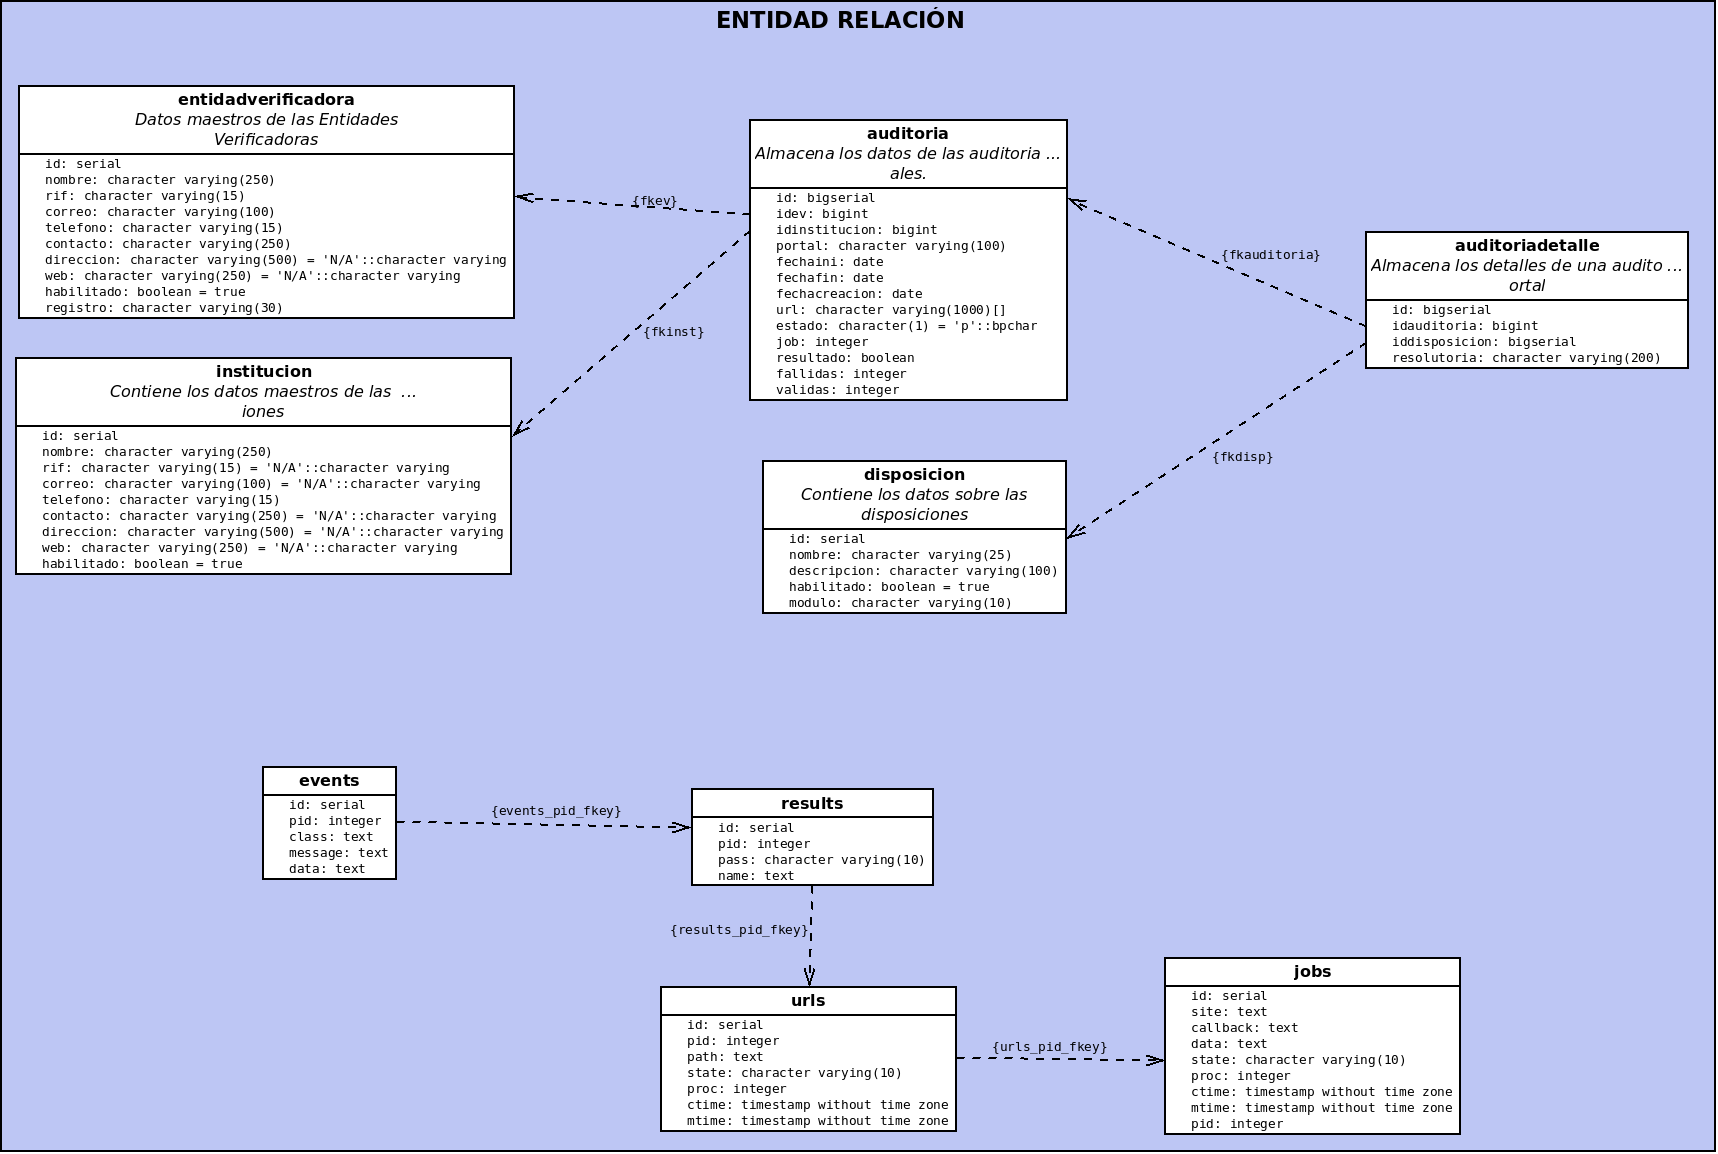 ENTIDAD RELACIÓN
entidadverificadora
Datos maestros de las Entidades
Verificadoras
id: serial
nombre: character varying(250)
rif: character varying(15)
correo: character varying(100)
telefono: character varying(15)
contacto: character varying(250)
direccion: character varying(500) = 'N/A'::character varying
web: character varying(250) = 'N/A'::character varying
habilitado: boolean = true
registro: character varying(30)
{fkev}
auditoria
Almacena los datos de las auditoria ...
ales.
id: bigserial
idev: bigint
idinstitucion: bigint
portal: character varying(100)
fechaini: date
fechafin: date
fechacreacion: date
url: character varying(1000)[]
estado: character(1) = 'p'::bpchar
job: integer
resultado: boolean
fallidas: integer
validas: integer
{fkauditoria}
auditoriadetalle
Almacena los detalles de una audito ...
ortal
id: bigserial
idauditoria: bigint
iddisposicion: bigserial
resolutoria: character varying(200)
{fkinst}
institucion
Contiene los datos maestros de las  ...
iones
id: serial
nombre: character varying(250)
rif: character varying(15) = 'N/A'::character varying
correo: character varying(100) = 'N/A'::character varying
telefono: character varying(15)
contacto: character varying(250) = 'N/A'::character varying
direccion: character varying(500) = 'N/A'::character varying
web: character varying(250) = 'N/A'::character varying
habilitado: boolean = true
{fkdisp}
disposicion
Contiene los datos sobre las
disposiciones
id: serial
nombre: character varying(25)
descripcion: character varying(100)
habilitado: boolean = true
modulo: character varying(10)
events
id: serial
pid: integer
class: text
message: text
data: text
{events_pid_fkey}
results
id: serial
pid: integer
pass: character varying(10)
name: text
{results_pid_fkey}
urls
id: serial
pid: integer
path: text
state: character varying(10)
proc: integer
ctime: timestamp without time zone
mtime: timestamp without time zone
{urls_pid_fkey}
jobs
id: serial
site: text
callback: text
data: text
state: character varying(10)
proc: integer
ctime: timestamp without time zone
mtime: timestamp without time zone
pid: integer